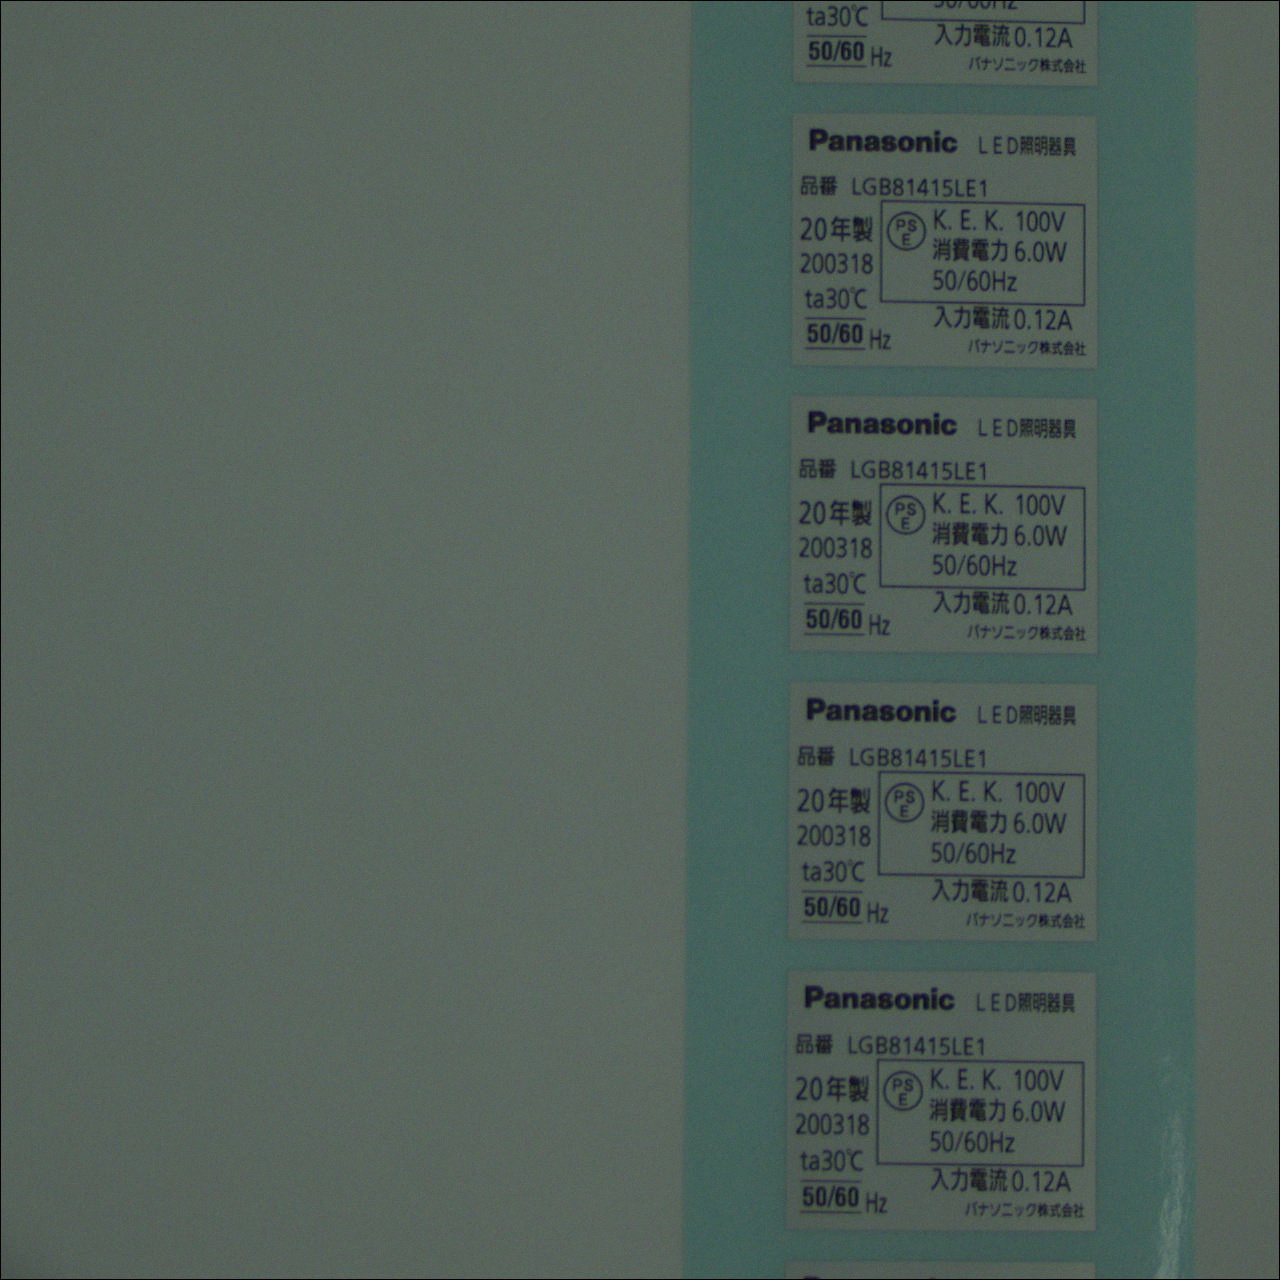 ta30℃
50/60 Hz
入力電流0.12A
パナソニック株式会社
Panasonic LED照明器具
品番 LGB81415LE1
20年製
200318
ta30℃
50/60 Hz
PS
E
K. E. K. 100V
消費電力 6.0W
50/60Hz
入力電流0.12A
パナソニック株式会社
Panasonic LED照明器具
品番 LGB81415LE1
20年製
200318
ta30℃
50/60 Hz
PS
E
K. E. K. 100V
消費電力 6.0W
50/60Hz
入力電流0.12A
パナソニック株式会社
Panasonic LED照明器具
品番 LGB81415LE1
20年製
200318
ta30℃
50/60 Hz
PS
E
K. E. K. 100V
消費電力 6.0W
50/60Hz
入力電流0.12A
パナソニック株式会社
Panasonic LED照明器具
品番 LGB81415LE1
20年製
200318
ta30℃
50/60 Hz
PS
E
K. E. K. 100V
消費電力 6.0W
50/60Hz
入力電流0.12A
パナソニック株式会社